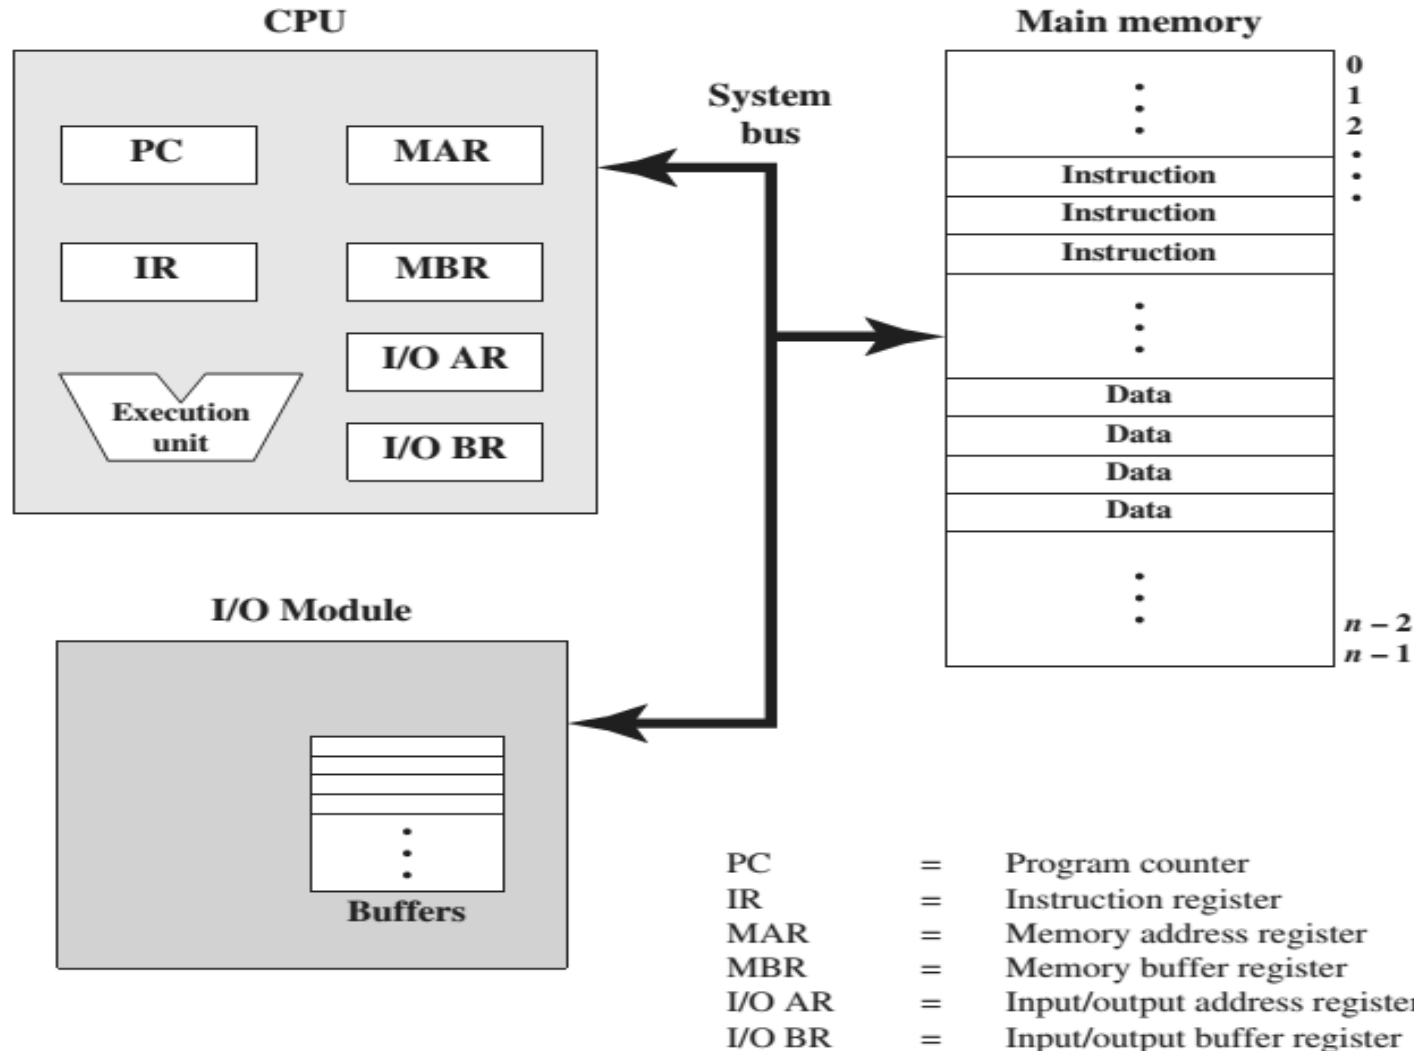 CPU
PC
MAR
IR
MBR
I/O AR
Execution
unit
I/O BR
System
bus
Main memory
0
1
2
Instruction
Instruction
Instruction
Data
Data
Data
Data
n – 2
n – 1
I/O Module
Buffers
PC = Program counter
IR = Instruction register
MAR = Memory address register
MBR = Memory buffer register
I/O AR = Input/output address register
I/O BR = Input/output buffer register